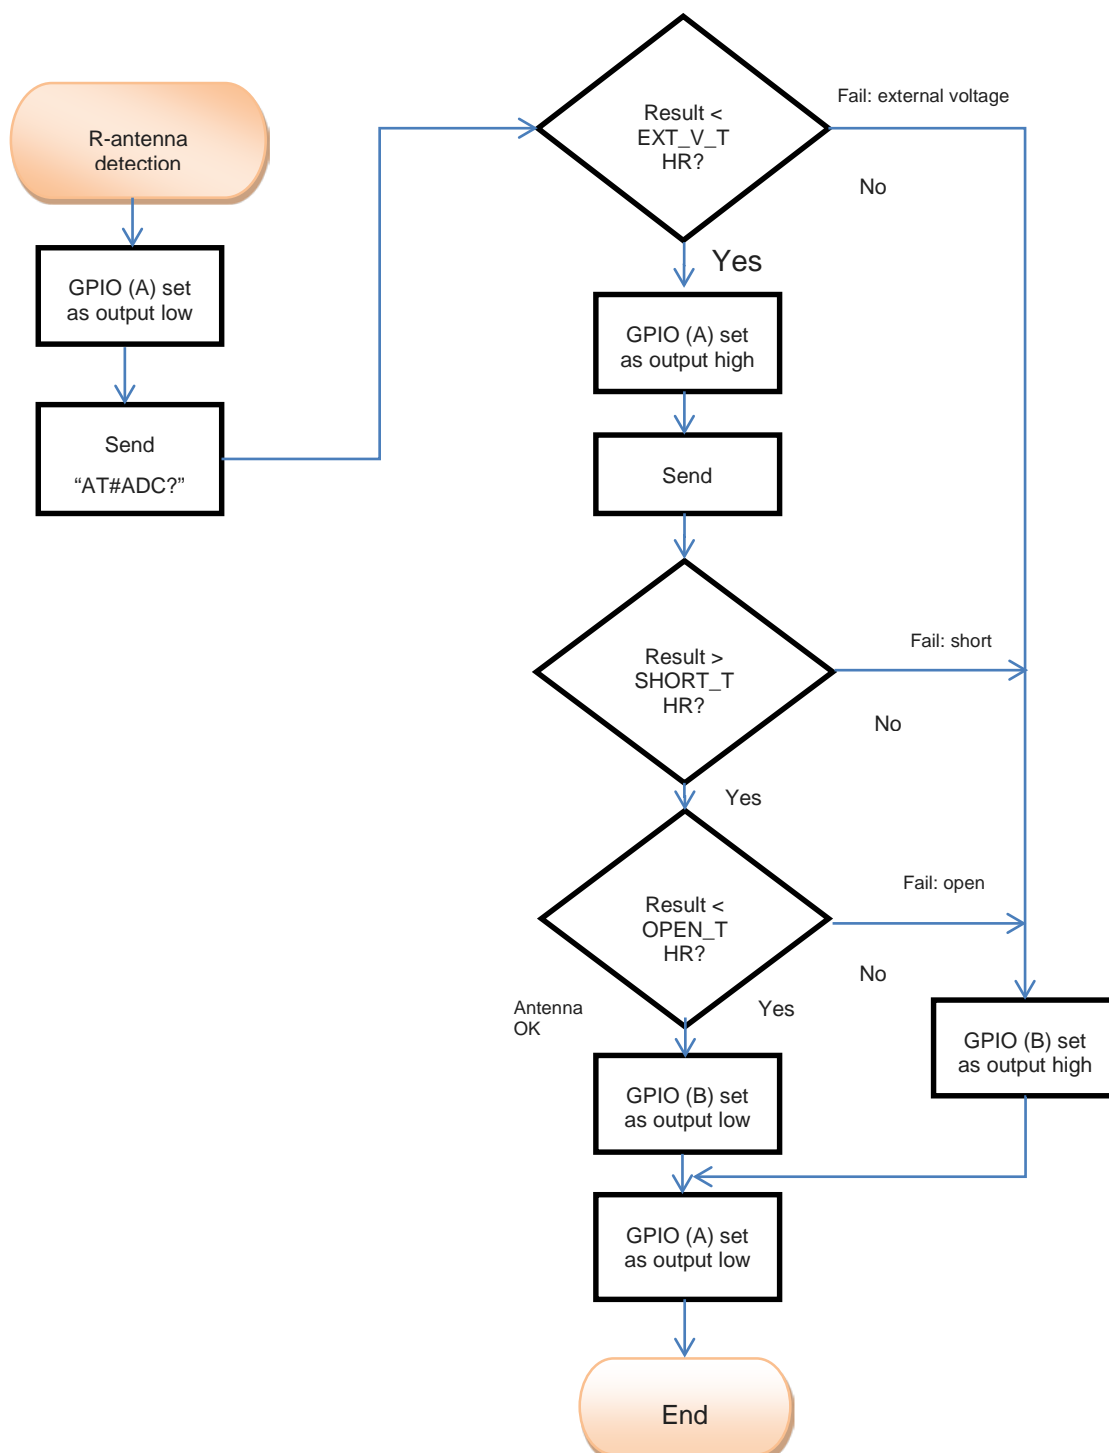 R-antenna
detection
GPIO (A) set
as output low
Send
“AT#ADC?”
Result <
EXT_V_T
HR?
Fail: external voltage
No
Yes
GPIO (A) set
as output high
Send
Result >
SHORT_T
HR?
Fail: short
No
Yes
Result <
OPEN_T
HR?
Fail: open
No
Yes
Antenna
OK
GPIO (B) set
as output low
GPIO (B) set
as output high
GPIO (A) set
as output low
End